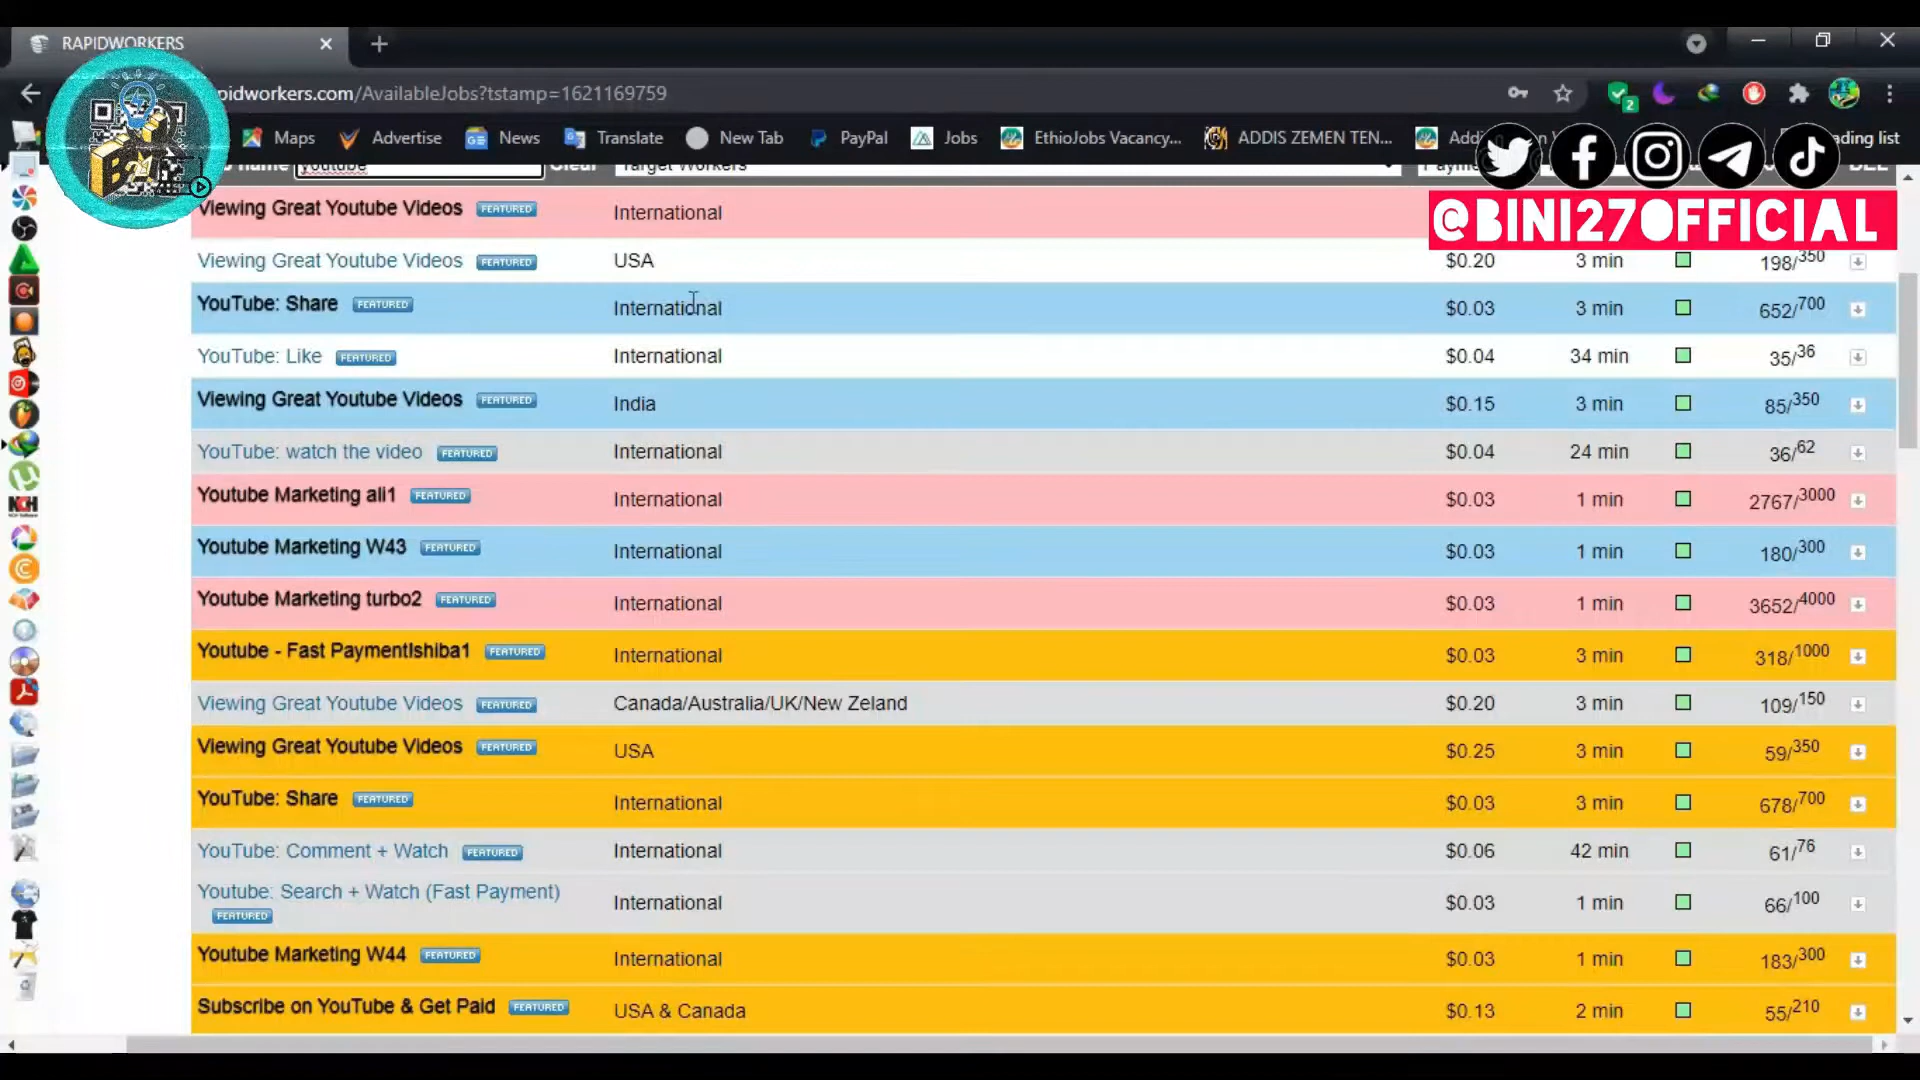 RAPIDWORKERS
pidworkers.com/AvailableJobs?tstamp=1621169759
Maps Advertise News Translate New Tab PayPal Jobs EthioJobs Vacancy... ADDIS ZEMEN TEN...
@BINI27OFFICIAL
Viewing Great Youtube Videos FEATURED International
Viewing Great Youtube Videos FEATURED USA $0.20 3 min 198/350
YouTube: Share FEATURED International $0.03 3 min 652/700
YouTube: Like FEATURED International $0.04 34 min 35/36
Viewing Great Youtube Videos FEATURED India $0.15 3 min 85/350
YouTube: watch the video FEATURED International $0.04 24 min 36/62
Youtube Marketing ali1 FEATURED International $0.03 1 min 2767/3000
Youtube Marketing W43 FEATURED International $0.03 1 min 180/300
Youtube Marketing turbo2 FEATURED International $0.03 1 min 3652/4000
Youtube - Fast PaymentIshiba1 FEATURED International $0.03 3 min 318/1000
Viewing Great Youtube Videos FEATURED Canada/Australia/UK/New Zeland $0.20 3 min 109/150
Viewing Great Youtube Videos FEATURED USA $0.25 3 min 59/350
YouTube: Share FEATURED International $0.03 3 min 678/700
YouTube: Comment + Watch FEATURED International $0.06 42 min 61/76
Youtube: Search + Watch (Fast Payment) International $0.03 1 min 66/100
FEATURED
Youtube Marketing W44 FEATURED International $0.03 1 min 183/300
Subscribe on YouTube & Get Paid FEATURED USA & Canada $0.13 2 min 55/210